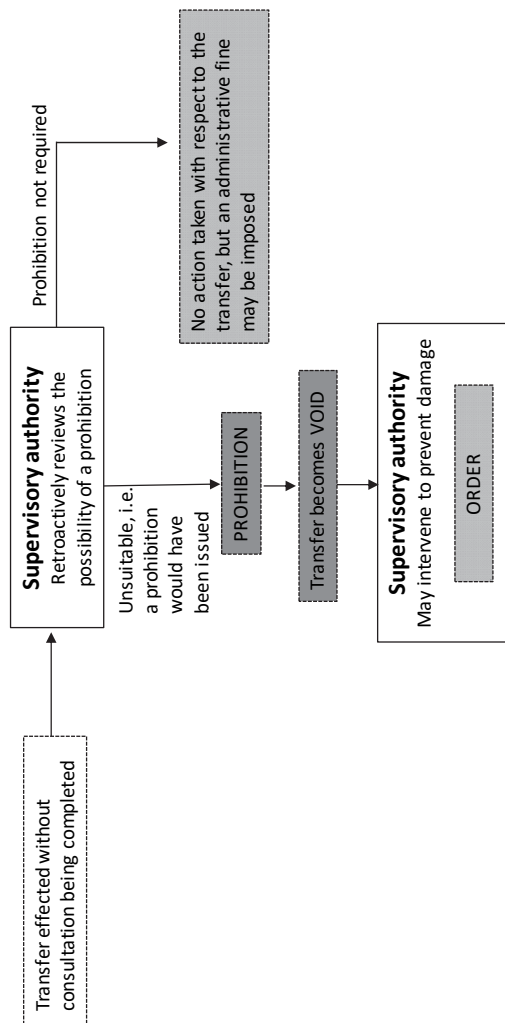 Transfer effected without
consultation being completed
Supervisory authority
Retroactively reviews the
possibility of a prohibition
Prohibition not required
No action taken with respect to the
transfer, but an administrative fine
may be imposed
Unsuitable, i.e.
a prohibition
would have
been issued
PROHIBITION
Transfer becomes VOID
Supervisory authority
May intervene to prevent damage
ORDER